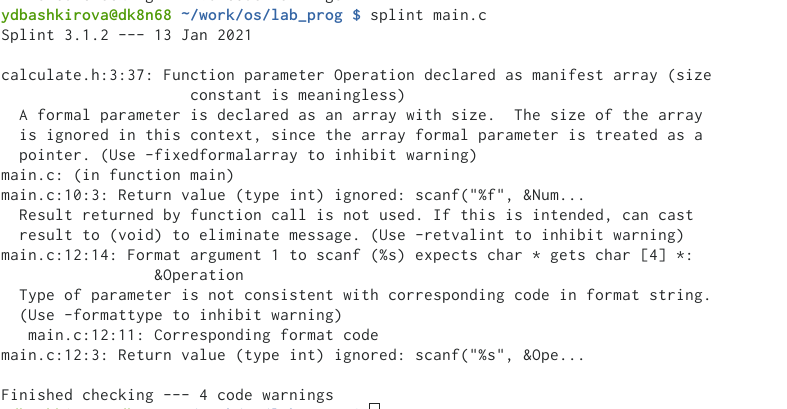 ydbashkirova@dk8n68 ~/work/os/lab_prog $ splint main.c
Splint 3.1.2 --- 13 Jan 2021
calculate.h:3:37: Function parameter Operation declared as manifest array (size
constant is meaningless)
A formal parameter is declared as an array with size.  The size of the array
is ignored in this context, since the array formal parameter is treated as a
pointer. (Use -fixedformalarray to inhibit warning)
main.c: (in function main)
main.c:10:3: Return value (type int) ignored: scanf("%f", &Num...
Result returned by function call is not used. If this is intended, can cast
result to (void) to eliminate message. (Use -retvalint to inhibit warning)
main.c:12:14: Format argument 1 to scanf (%s) expects char * gets char [4] *:
&Operation
Type of parameter is not consistent with corresponding code in format string.
(Use -formattype to inhibit warning)
main.c:12:11: Corresponding format code
main.c:12:3: Return value (type int) ignored: scanf("%s", &Ope...
Finished checking --- 4 code warnings